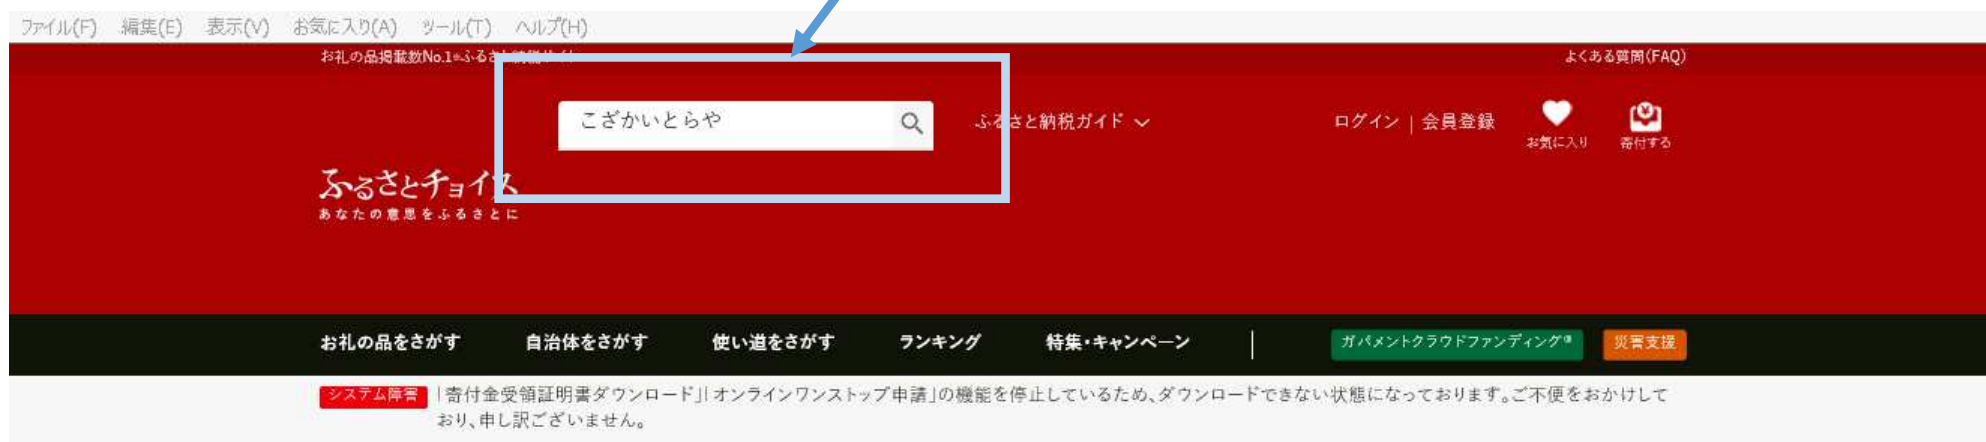 ファイル(F) 編集(E) 表示(V) お気に入り(A) ツール(T) ヘルプ(H)
お礼の品掲載数No.1※ふるさと納税サイト よくある質問(FAQ)
こざかいとらや ふるさと納税ガイド ログイン | 会員登録
お気に入り 寄付する
ふるさとチョイス
あなたの意思をふるさとに
お礼の品をさがす 自治体をさがす 使い道をさがす ランキング 特集・キャンペーン ガバメントクラウドファンディング® 災害支援
システム障害 「寄付金受領証明書ダウンロード」「オンラインワンストップ申請」の機能を停止しているため、ダウンロードできない状態になっております。ご不便をおかけして
おり、申し訳ございません。